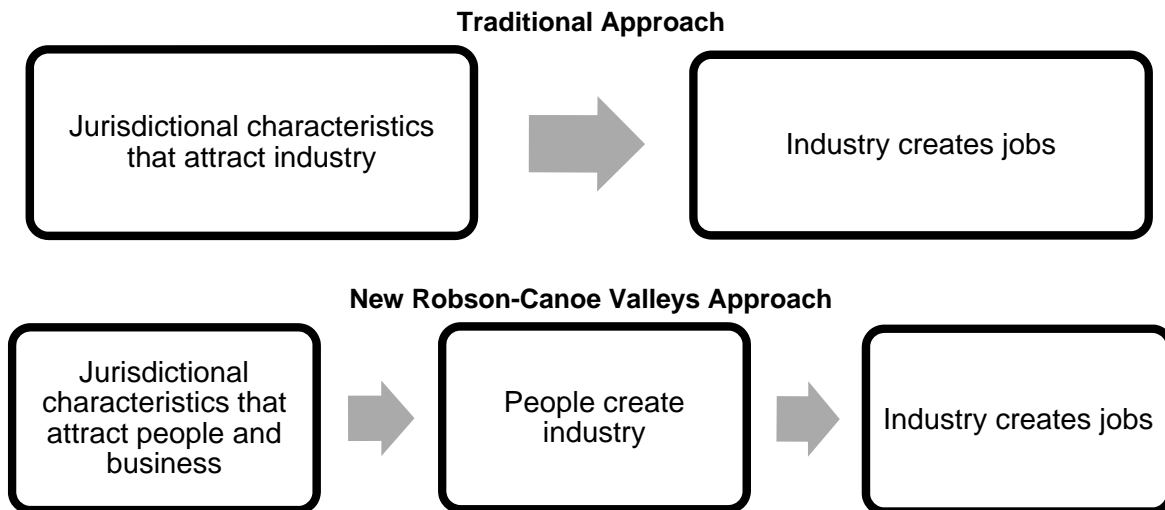 Traditional Approach
Jurisdictional characteristics
that attract industry
Industry creates jobs
New Robson-Canoe Valleys Approach
Jurisdictional
characteristics that
attract people and
business
People create
industry
Industry creates jobs